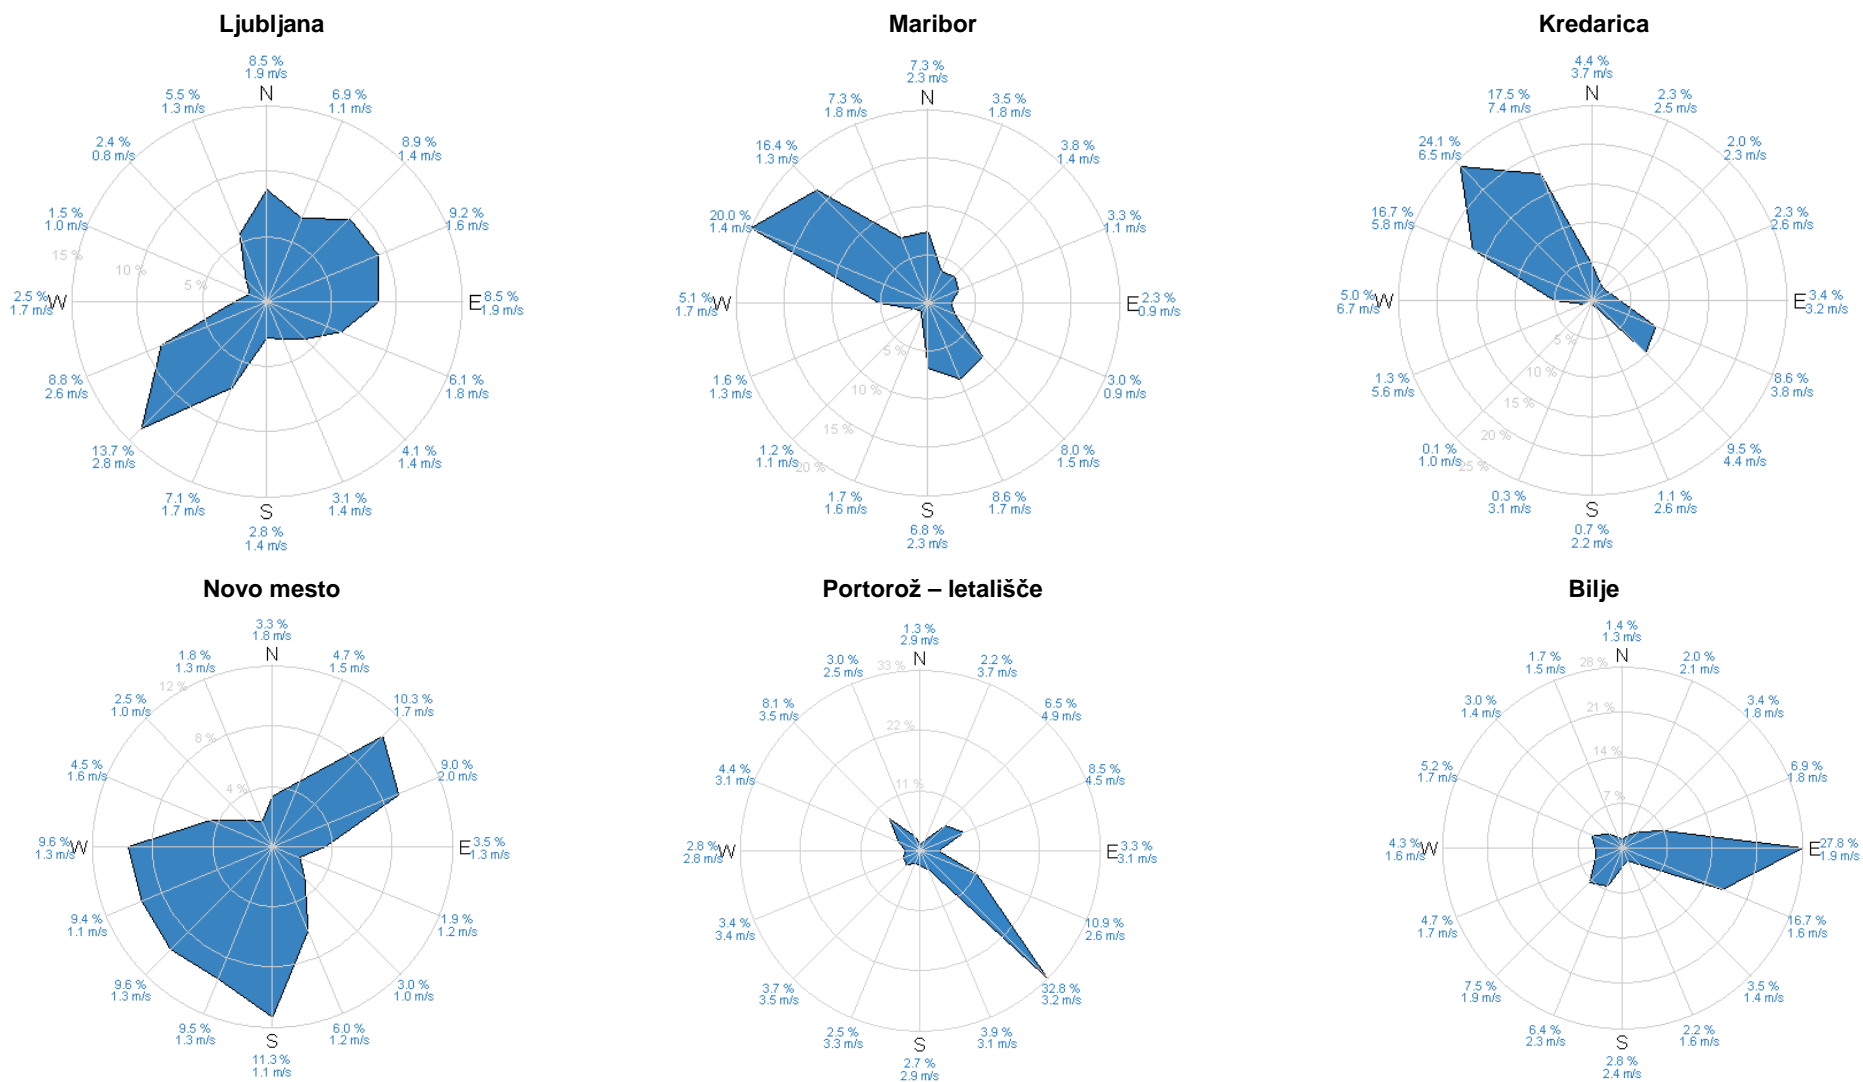 Ljubljana
8.5 %
1.9 m/s
N
5.5 %
1.3 m/s
6.9 %
1.1 m/s
2.4 %
0.8 m/s
8.9 %
1.4 m/s
1.5 %
1.0 m/s
9.2 %
1.6 m/s
15 %
10 %
5 %
2.5 %
1.7 m/s
W
E
8.5 %
1.9 m/s
8.8 %
2.6 m/s
6.1 %
1.8 m/s
13.7 %
2.8 m/s
4.1 %
1.4 m/s
7.1 %
1.7 m/s
3.1 %
1.4 m/s
S
2.8 %
1.4 m/s
Maribor
7.3 %
2.3 m/s
N
7.3 %
1.8 m/s
3.5 %
1.8 m/s
16.4 %
1.3 m/s
3.8 %
1.4 m/s
20.0 %
1.4 m/s
3.3 %
1.1 m/s
5.1 %
1.7 m/s
W
E
2.3 %
0.9 m/s
5 %
10 %
15 %
20 %
1.6 %
1.3 m/s
3.0 %
0.9 m/s
1.2 %
1.1 m/s
8.0 %
1.5 m/s
1.7 %
1.6 m/s
8.6 %
1.7 m/s
S
6.8 %
2.3 m/s
Kredarica
4.4 %
3.7 m/s
N
17.5 %
7.4 m/s
2.3 %
2.5 m/s
24.1 %
6.5 m/s
2.0 %
2.3 m/s
16.7 %
5.8 m/s
2.3 %
2.6 m/s
5.0 %
6.7 m/s
W
E
3.4 %
3.2 m/s
5 %
10 %
15 %
20 %
25 %
1.3 %
5.6 m/s
8.6 %
3.8 m/s
0.1 %
1.0 m/s
9.5 %
4.4 m/s
0.3 %
3.1 m/s
1.1 %
2.6 m/s
S
0.7 %
2.2 m/s
Novo mesto
3.3 %
1.8 m/s
N
1.8 %
1.3 m/s
4.7 %
1.5 m/s
12 %
8 %
4 %
2.5 %
1.0 m/s
10.3 %
1.7 m/s
4.5 %
1.6 m/s
9.0 %
2.0 m/s
9.6 %
1.3 m/s
W
E
3.5 %
1.3 m/s
9.4 %
1.1 m/s
1.9 %
1.2 m/s
9.6 %
1.3 m/s
3.0 %
1.0 m/s
9.5 %
1.3 m/s
6.0 %
1.2 m/s
S
11.3 %
1.1 m/s
Portorož – letališče
1.3 %
2.9 m/s
N
3.0 %
2.5 m/s
2.2 %
3.7 m/s
33 %
22 %
11 %
8.1 %
3.5 m/s
6.5 %
4.9 m/s
4.4 %
3.1 m/s
8.5 %
4.5 m/s
2.8 %
2.8 m/s
W
E
3.3 %
3.1 m/s
3.4 %
3.4 m/s
10.9 %
2.6 m/s
3.7 %
3.5 m/s
32.8 %
3.2 m/s
2.5 %
3.3 m/s
3.9 %
3.1 m/s
S
2.7 %
2.9 m/s
Bilje
1.4 %
1.3 m/s
N
1.7 %
1.5 m/s
2.0 %
2.1 m/s
28 %
21 %
14 %
7 %
3.0 %
1.4 m/s
3.4 %
1.8 m/s
5.2 %
1.7 m/s
6.9 %
1.8 m/s
4.3 %
1.6 m/s
W
E
27.8 %
1.9 m/s
4.7 %
1.7 m/s
16.7 %
1.6 m/s
7.5 %
1.9 m/s
3.5 %
1.4 m/s
6.4 %
2.3 m/s
2.2 %
1.6 m/s
S
2.8 %
2.4 m/s